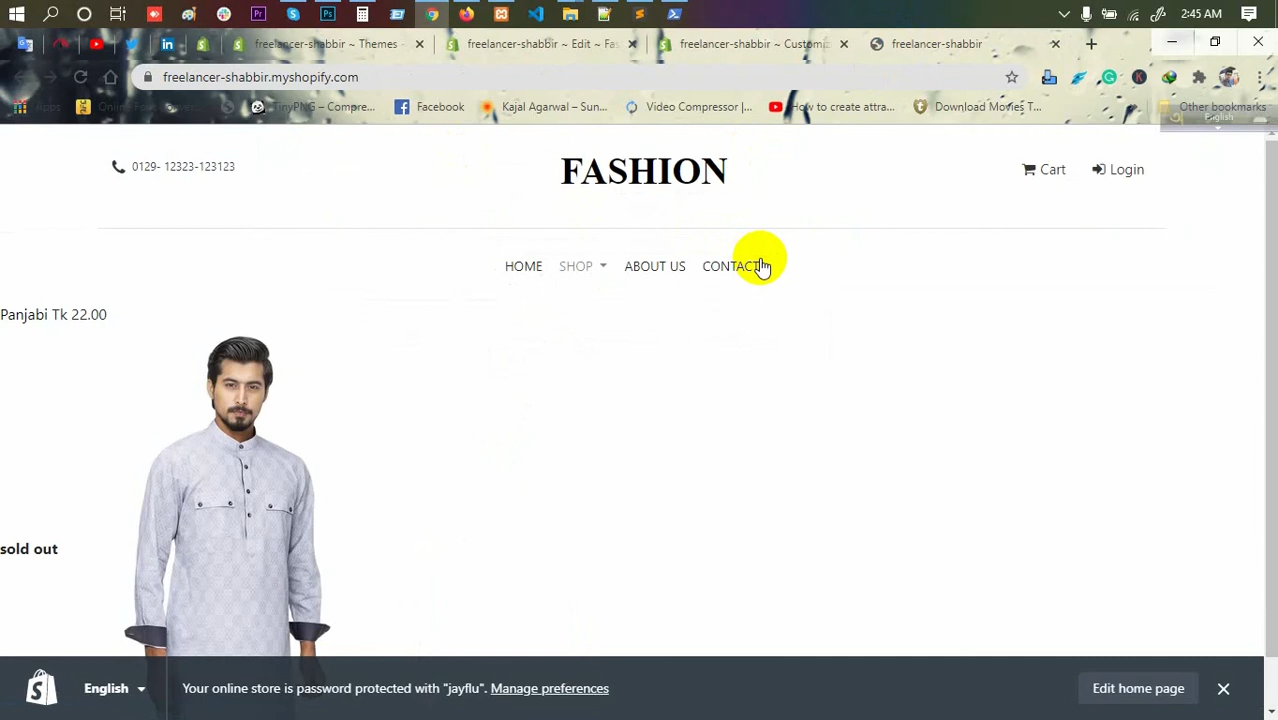 2:45 AM
freelancer-shabbir ~ Themes
freelancer-shabbir ~ Edit ~ Fas
freelancer-shabbir ~ Customiz
freelancer-shabbir
freelancer-shabbir.myshopify.com
Apps
TinyPNG – Compre...
Facebook
Kajal Agarwal – Sun...
Video Compressor |...
How to create attra...
Download Movies T...
Other bookmarks
English
0129- 12323-123123
FASHION
Cart
Login
HOME
SHOP
ABOUT US
CONTACT
Panjabi Tk 22.00
sold out
English
Your online store is password protected with "jayflu". Manage preferences
Edit home page